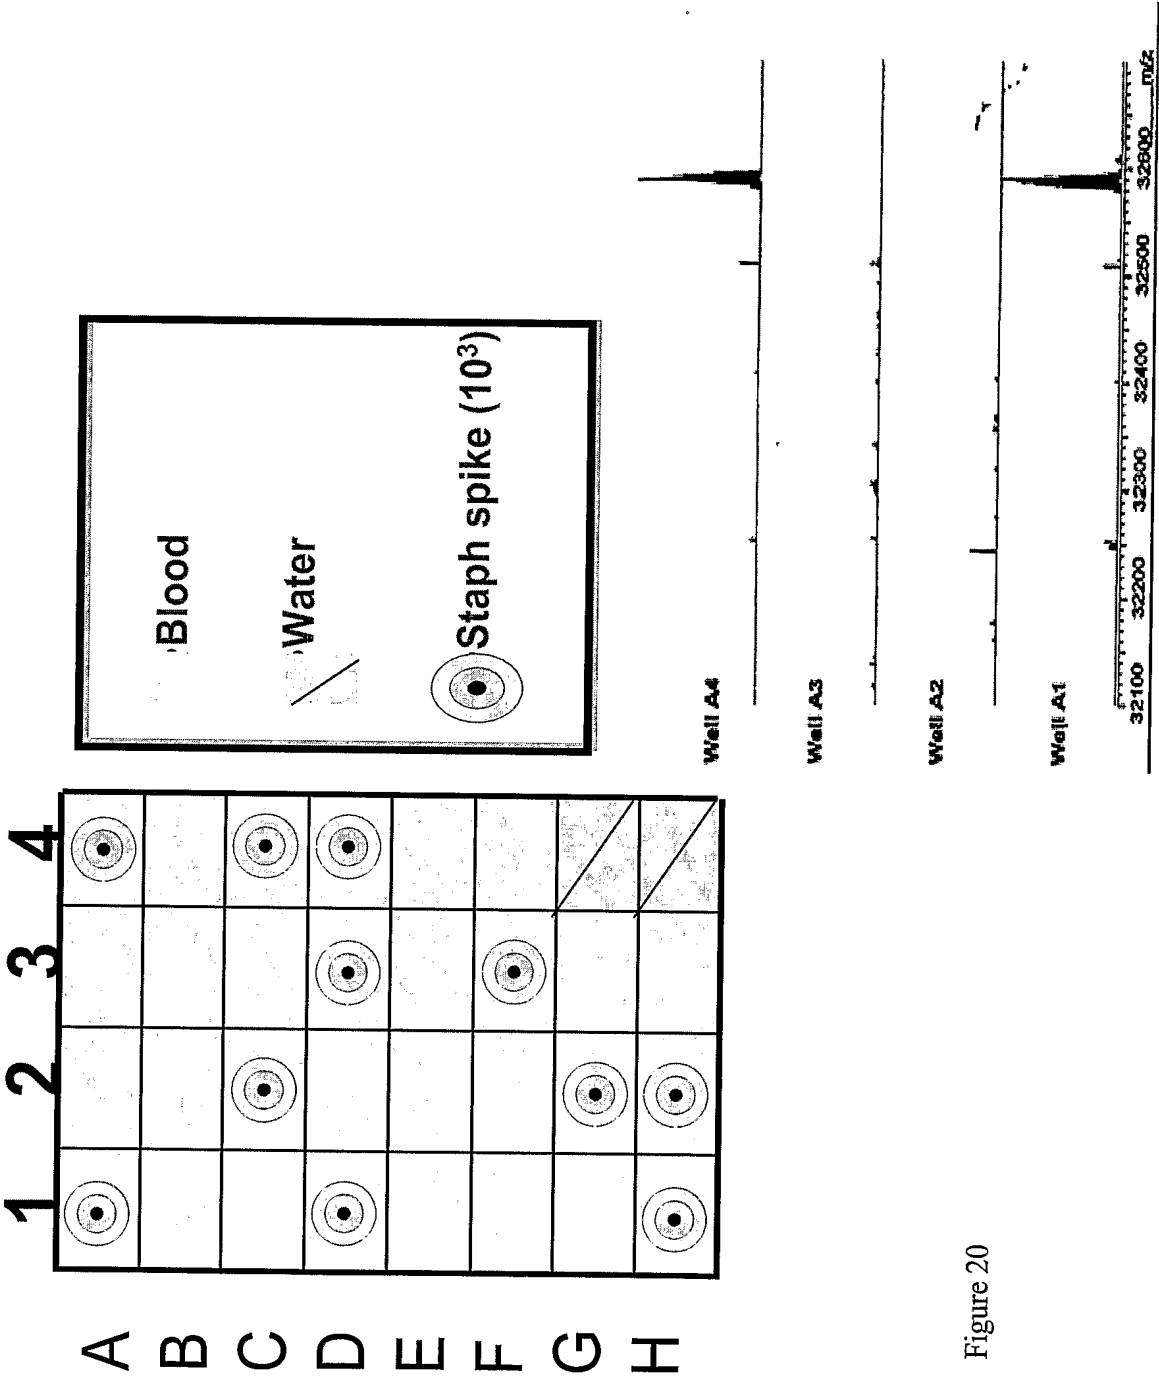 1 2 3 4
A
B
C
D
E
F
G
H
Blood
Water
Staph spike (10³)
Well A4
Well A3
Well A2
Well A1
32100 32200 32300 32400 32500 32600 m/z
Figure 20